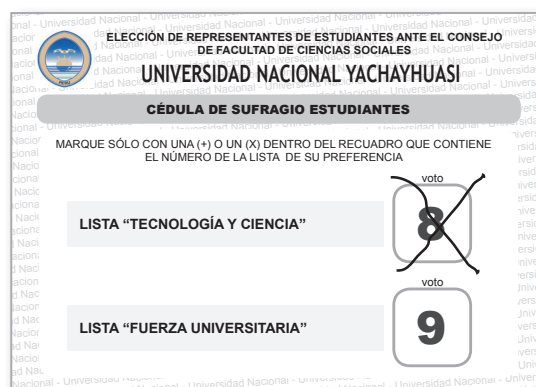 ELECCIÓN DE REPRESENTANTES DE ESTUDIANTES ANTE EL CONSEJO
DE FACULTAD DE CIENCIAS SOCIALES
UNIVERSIDAD NACIONAL YACHAYHUASI
CÉDULA DE SUFRAGIO ESTUDIANTES
MARQUE SÓLO CON UNA (+) O UN (X) DENTRO DEL RECUADRO QUE CONTIENE
EL NÚMERO DE LA LISTA DE SU PREFERENCIA
voto
LISTA “TECNOLOGÍA Y CIENCIA”
8
voto
LISTA “FUERZA UNIVERSITARIA”
9